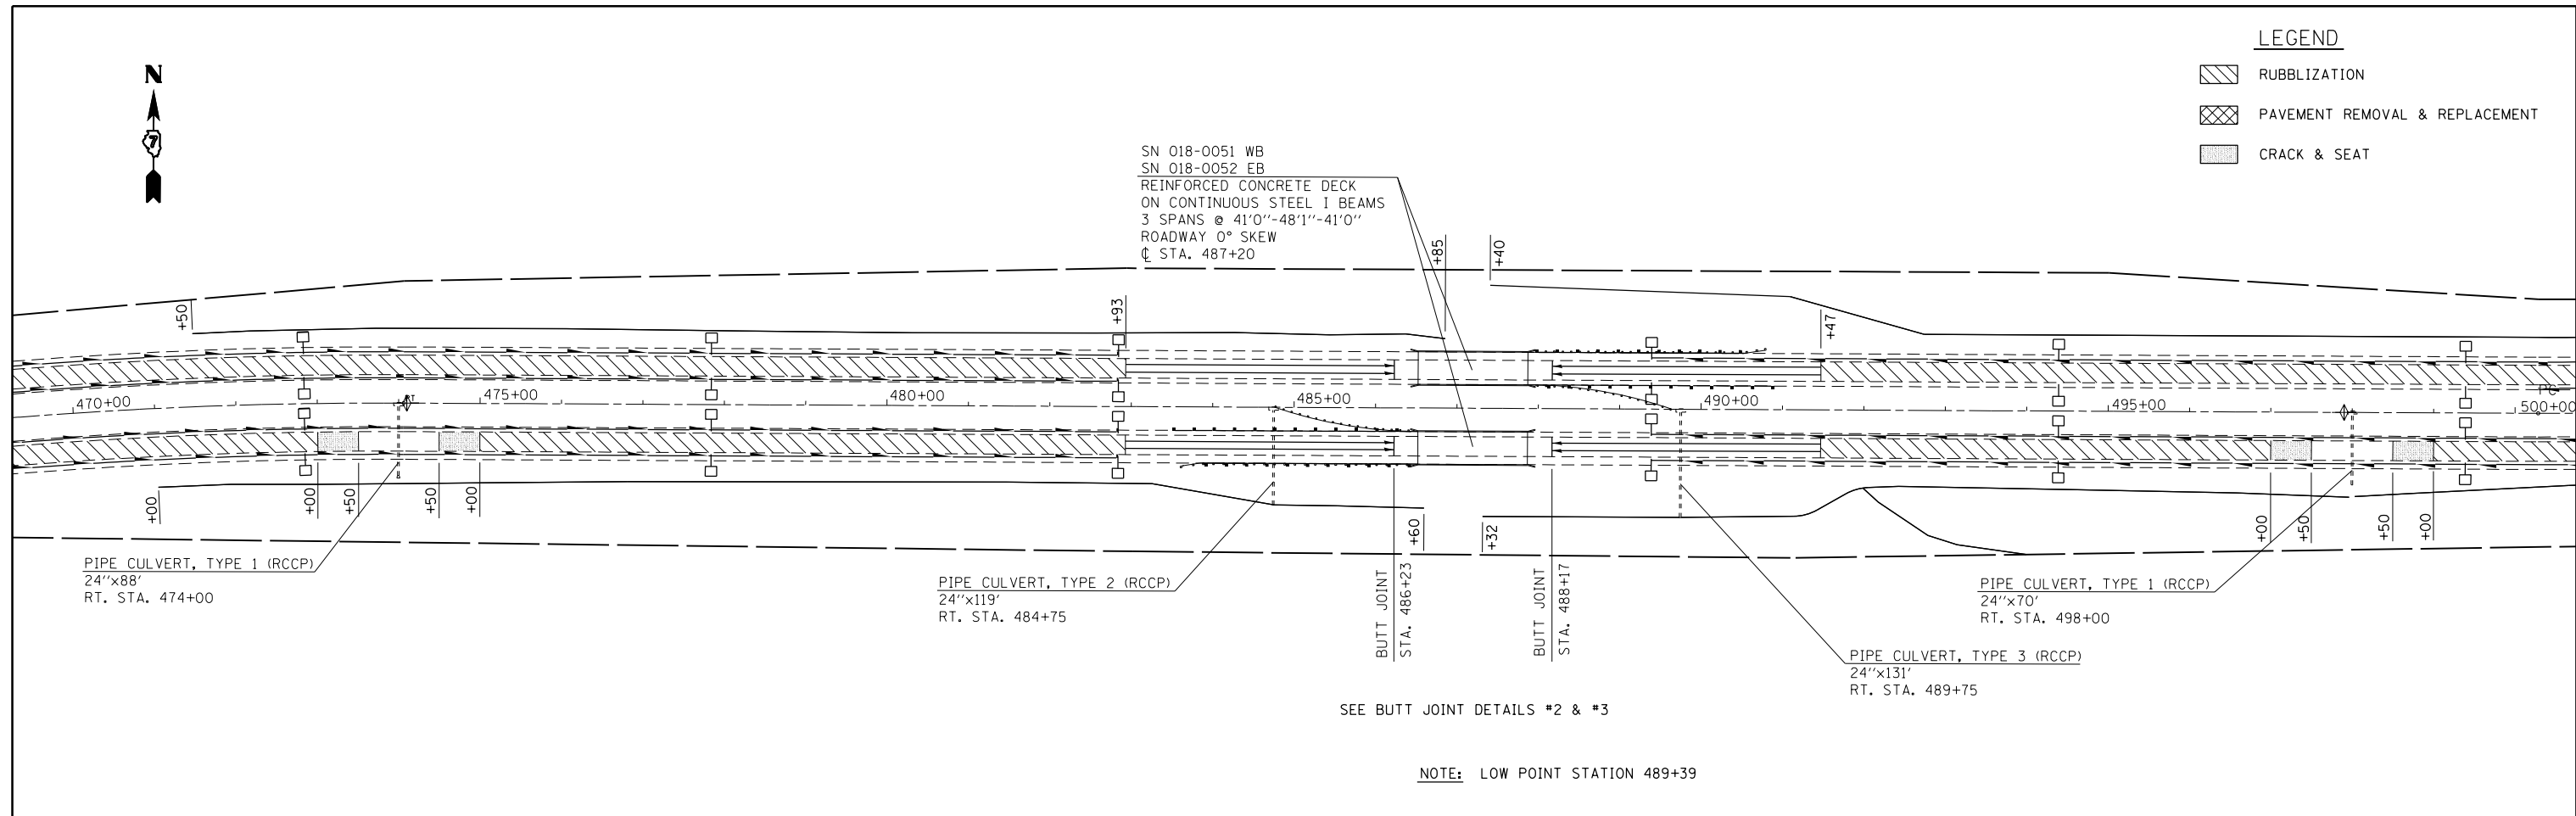 LEGEND
RUBBLIZATION
PAVEMENT REMOVAL & REPLACEMENT
CRACK & SEAT
N
7
SN 018-0051 WB
SN 018-0052 EB
REINFORCED CONCRETE DECK
ON CONTINUOUS STEEL I BEAMS
3 SPANS @ 41'0''-48'1''-41'0''
ROADWAY 0° SKEW
℄ STA. 487+20
+85
+40
+50
+93
+47
470+00
475+00
480+00
485+00
490+00
495+00
500+00
+00
+00
+50
+50
+00
+60
+32
+00
+50
+50
+00
PIPE CULVERT, TYPE 1 (RCCP)
24''x88'
RT. STA. 474+00
PIPE CULVERT, TYPE 2 (RCCP)
24''x119'
RT. STA. 484+75
BUTT JOINT
STA. 486+23
BUTT JOINT
STA. 488+17
PIPE CULVERT, TYPE 1 (RCCP)
24''x70'
RT. STA. 498+00
PIPE CULVERT, TYPE 3 (RCCP)
24''x131'
RT. STA. 489+75
SEE BUTT JOINT DETAILS #2 & #3
NOTE: LOW POINT STATION 489+39